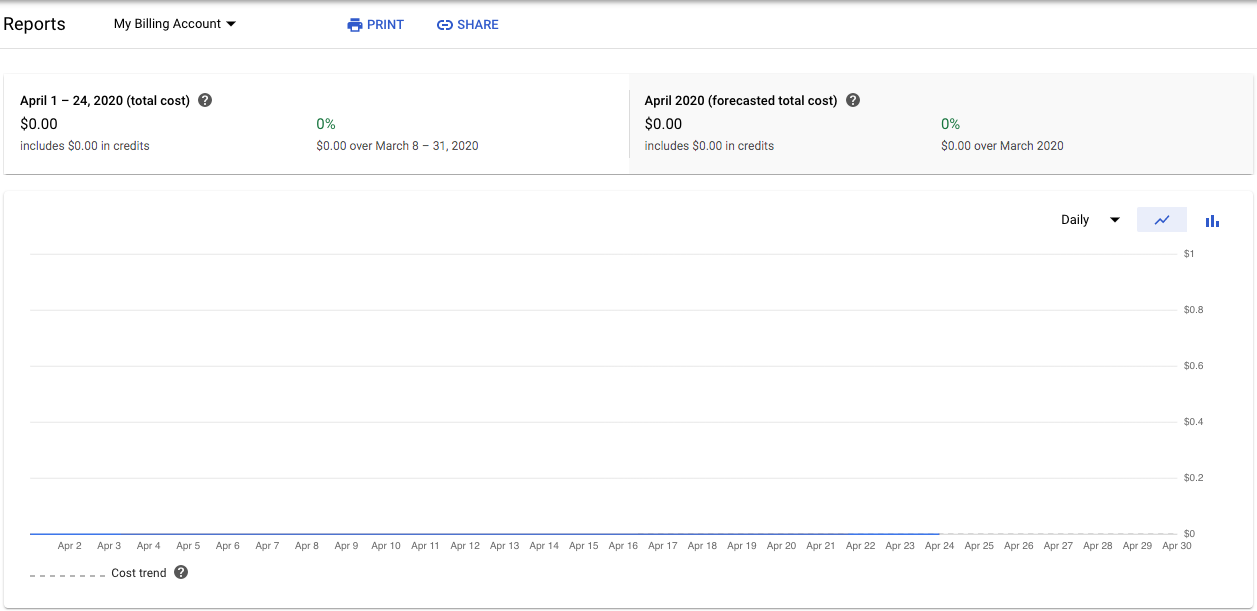 Reports My Billing Account PRINT SHARE
April 1 – 24, 2020 (total cost) ?
$0.00 0%
includes $0.00 in credits $0.00 over March 8 – 31, 2020
April 2020 (forecasted total cost) ?
$0.00 0%
includes $0.00 in credits $0.00 over March 2020
Daily
$1
$0.8
$0.6
$0.4
$0.2
$0
Apr 2 Apr 3 Apr 4 Apr 5 Apr 6 Apr 7 Apr 8 Apr 9 Apr 10 Apr 11 Apr 12 Apr 13 Apr 14 Apr 15 Apr 16 Apr 17 Apr 18 Apr 19 Apr 20 Apr 21 Apr 22 Apr 23 Apr 24 Apr 25 Apr 26 Apr 27 Apr 28 Apr 29 Apr 30
Cost trend ?